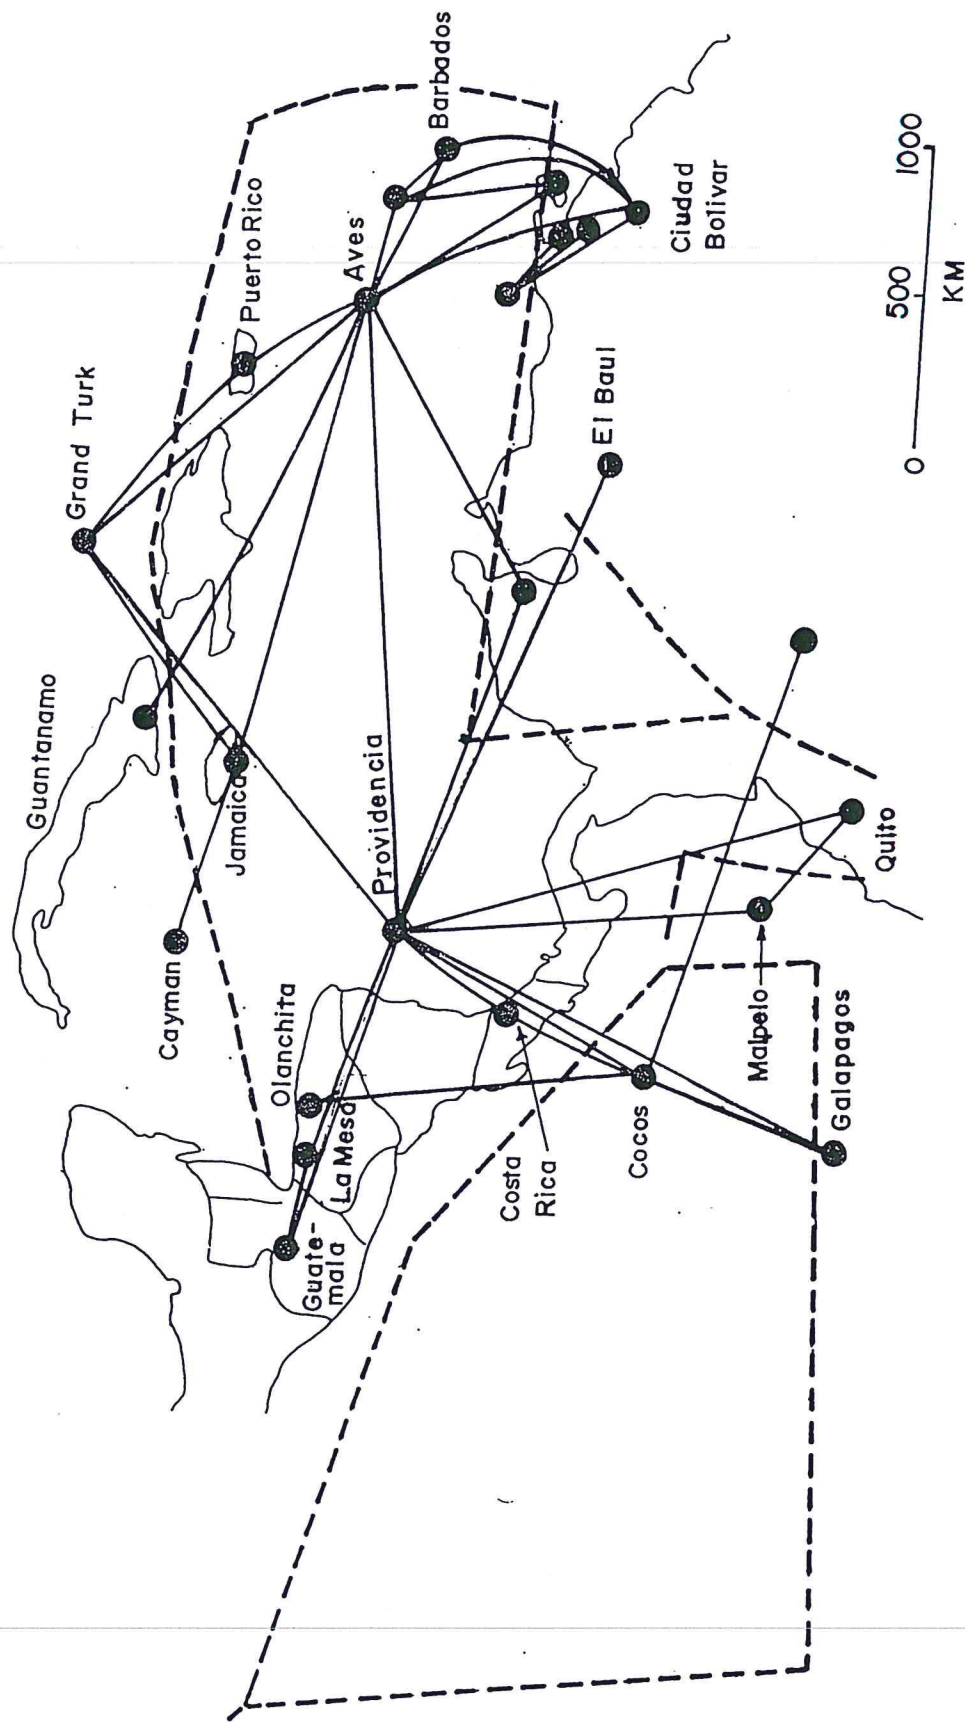 Guantanamo
Grand Turk
Puerto Rico
Cayman
Jamaica
Aves
Barbados
Olanchita
La Mesa
Guate-
mala
Providencia
Costa
Rica
Cocos
El Baul
Ciudad
Bolivar
Malpelo
Galapagos
Quito
0 500 1000
KM